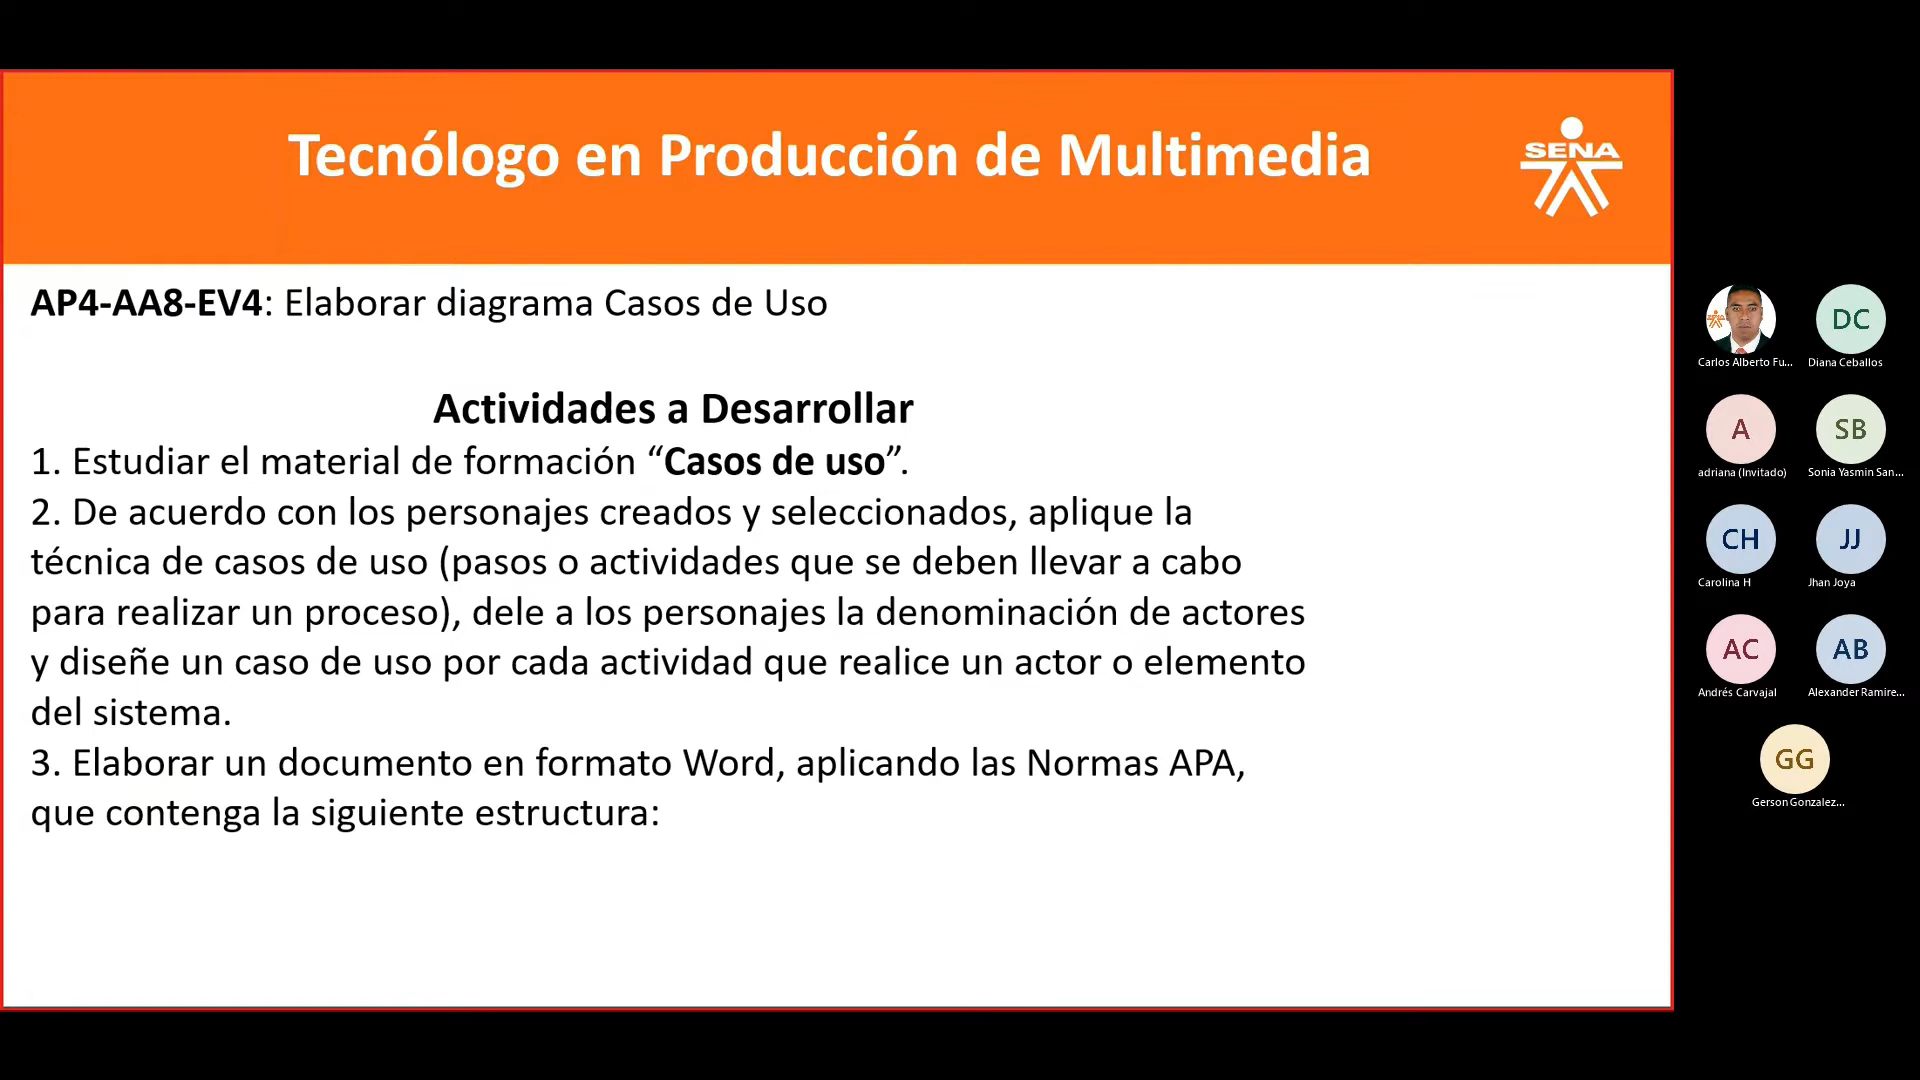 Tecnólogo en Producción de Multimedia
SENA
AP4-AA8-EV4: Elaborar diagrama Casos de Uso
Actividades a Desarrollar
1. Estudiar el material de formación “Casos de uso”.
2. De acuerdo con los personajes creados y seleccionados, aplique la
técnica de casos de uso (pasos o actividades que se deben llevar a cabo
para realizar un proceso), dele a los personajes la denominación de actores
y diseñe un caso de uso por cada actividad que realice un actor o elemento
del sistema.
3. Elaborar un documento en formato Word, aplicando las Normas APA,
que contenga la siguiente estructura:
SENA
DC
Carlos Alberto Fu...
Diana Ceballos
A
SB
adriana (Invitado)
Sonia Yasmin San...
CH
JJ
Carolina H
Jhan Joya
AC
AB
Andrés Carvajal
Alexander Ramire...
GG
Gerson Gonzalez...